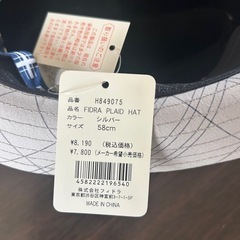 品番 H849075
品名 FIDRA PLAID HAT
カラー シルバー
サイズ 58cm
¥8,190 (税込価格)
¥7,800 (メーカー希望小売価格)
4582222196540
株式会社フィドラ
MADE IN CHINA